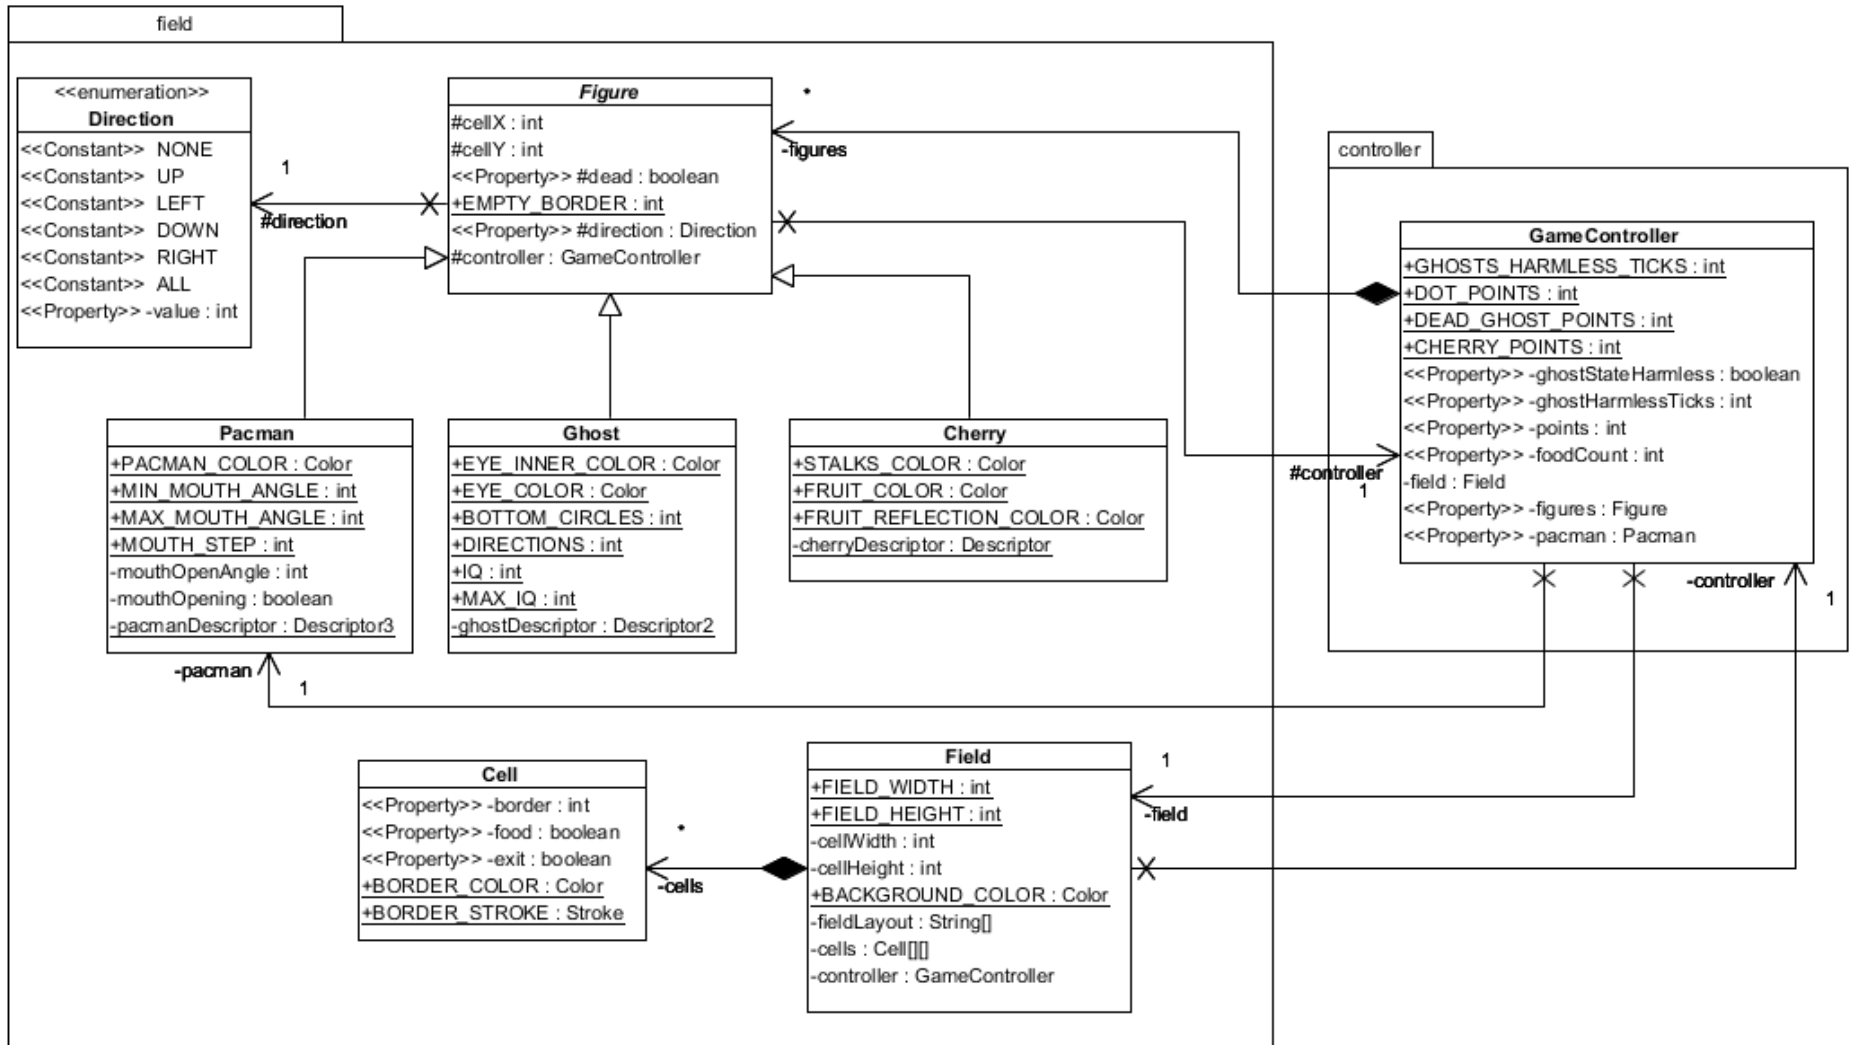 field
<<enumeration>>
Direction
<<Constant>> NONE
<<Constant>> UP
<<Constant>> LEFT
<<Constant>> DOWN
<<Constant>> RIGHT
<<Constant>> ALL
<<Property>> -value : int
1
#direction
Figure
#cellX : int
#cellY : int
<<Property>> #dead : boolean
+EMPTY_BORDER : int
<<Property>> #direction : Direction
#controller : GameController
*
-figures
controller
GameController
+GHOSTS_HARMLESS_TICKS : int
+DOT_POINTS : int
+DEAD_GHOST_POINTS : int
+CHERRY_POINTS : int
<<Property>> -ghostStateHarmless : boolean
<<Property>> -ghostHarmlessTicks : int
<<Property>> -points : int
<<Property>> -foodCount : int
-field : Field
<<Property>> -figures : Figure
<<Property>> -pacman : Pacman
#controller
1
-controller
1
Pacman
+PACMAN_COLOR : Color
+MIN_MOUTH_ANGLE : int
+MAX_MOUTH_ANGLE : int
+MOUTH_STEP : int
-mouthOpenAngle : int
-mouthOpening : boolean
-pacmanDescriptor : Descriptor3
-pacman
1
Ghost
+EYE_INNER_COLOR : Color
+EYE_COLOR : Color
+BOTTOM_CIRCLES : int
+DIRECTIONS : int
+IQ : int
+MAX_IQ : int
-ghostDescriptor : Descriptor2
Cherry
+STALKS_COLOR : Color
+FRUIT_COLOR : Color
+FRUIT_REFLECTION_COLOR : Color
-cherryDescriptor : Descriptor
Cell
<<Property>> -border : int
<<Property>> -food : boolean
<<Property>> -exit : boolean
+BORDER_COLOR : Color
+BORDER_STROKE : Stroke
*
-cells
Field
+FIELD_WIDTH : int
+FIELD_HEIGHT : int
-cellWidth : int
-cellHeight : int
+BACKGROUND_COLOR : Color
-fieldLayout : String[]
-cells : Cell[][]
-controller : GameController
1
-field